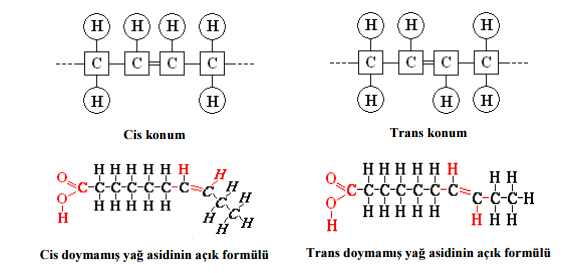 H H H H
C C C C
H H
Cis konum
H H H
C C C C
H H H
Trans konum
H H H H H H H
O C-C-C-C-C-C-C=C H
O H H H H H C H
H H C H
H
Cis doymamış yağ asidinin açık formülü
H H H H H H H H
O C-C-C-C-C-C-C=C-C-C-H
O H H H H H H H H
H
Trans doymamış yağ asidinin açık formülü